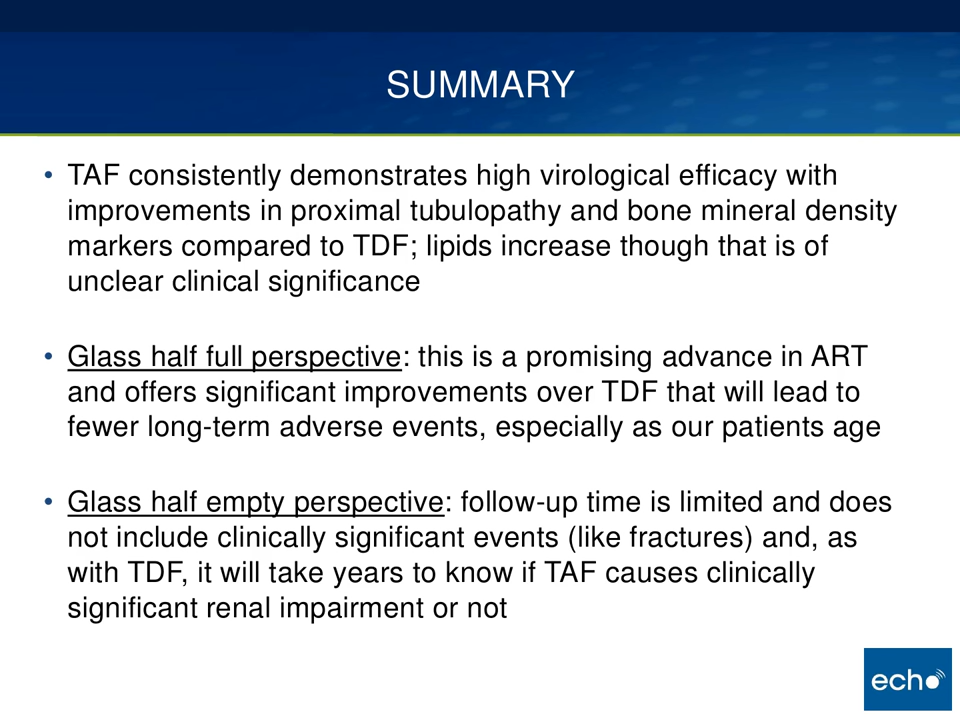 SUMMARY
• TAF consistently demonstrates high virological efficacy with
improvements in proximal tubulopathy and bone mineral density
markers compared to TDF; lipids increase though that is of
unclear clinical significance
• Glass half full perspective: this is a promising advance in ART
and offers significant improvements over TDF that will lead to
fewer long-term adverse events, especially as our patients age
• Glass half empty perspective: follow-up time is limited and does
not include clinically significant events (like fractures) and, as
with TDF, it will take years to know if TAF causes clinically
significant renal impairment or not
echo